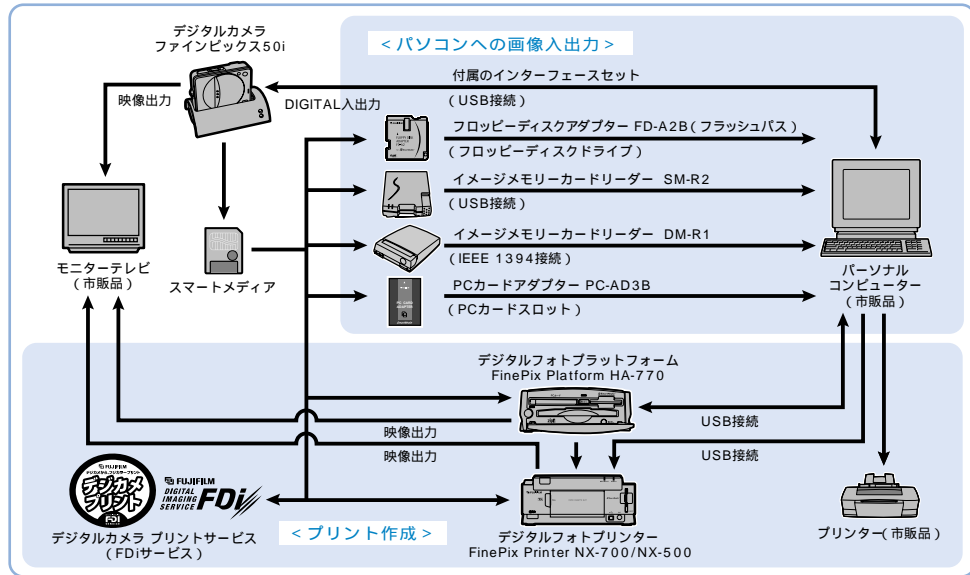 デジタルカメラ
ファインピックス50i
＜パソコンへの画像入出力＞
映像出力
DIGITAL入出力
付属のインターフェースセット
（USB接続）
フロッピーディスクアダプター FD-A2B（フラッシュパス）
（フロッピーディスクドライブ）
イメージメモリーカードリーダー SM-R2
（USB接続）
イメージメモリーカードリーダー DM-R1
（IEEE 1394接続）
PCカードアダプター PC-AD3B
（PCカードスロット）
PC CARD
ADAPTER
モニターテレビ
（市販品）
スマートメディア
パーソナル
コンピューター
（市販品）
デジタルフォトプラットフォーム
FinePix Platform HA-770
USB接続
映像出力
映像出力
USB接続
FUJIFILM
デジカメ
プリント
FDi
FUJIFILM
DIGITAL
IMAGING
SERVICE
FDi
デジタルカメラ プリントサービス
（FDiサービス）
＜プリント作成＞
デジタルフォトプリンター
FinePix Printer NX-700/NX-500
プリンター（市販品）